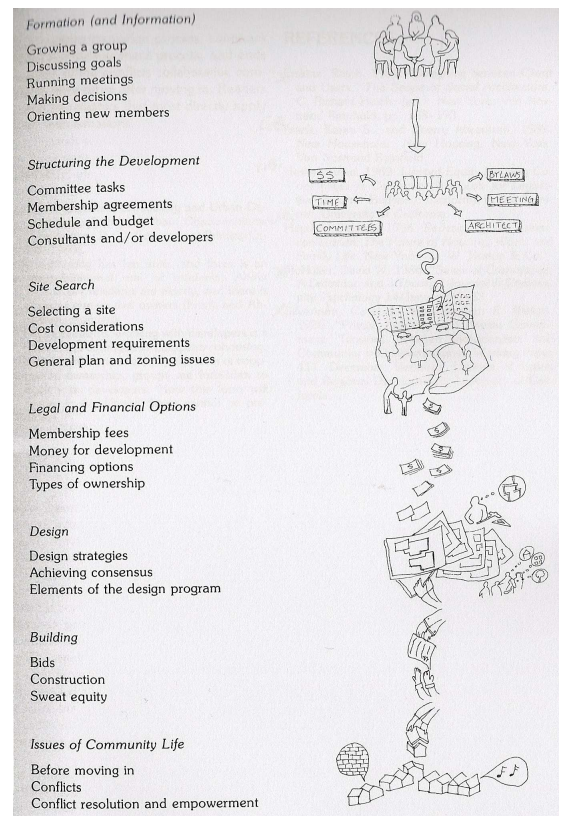 Formation (and Information)
Growing a group
Discussing goals
Running meetings
Making decisions
Orienting new members
Structuring the Development
Committee tasks
Membership agreements
Schedule and budget
Consultants and/or developers
$$
BYLAWS
TIME
MEETING
COMMITTEES
ARCHITECT
Site Search
Selecting a site
Cost considerations
Development requirements
General plan and zoning issues
?
Legal and Financial Options
Membership fees
Money for development
Financing options
Types of ownership
Design
Design strategies
Achieving consensus
Elements of the design program
Building
Bids
Construction
Sweat equity
Issues of Community Life
Before moving in
Conflicts
Conflict resolution and empowerment